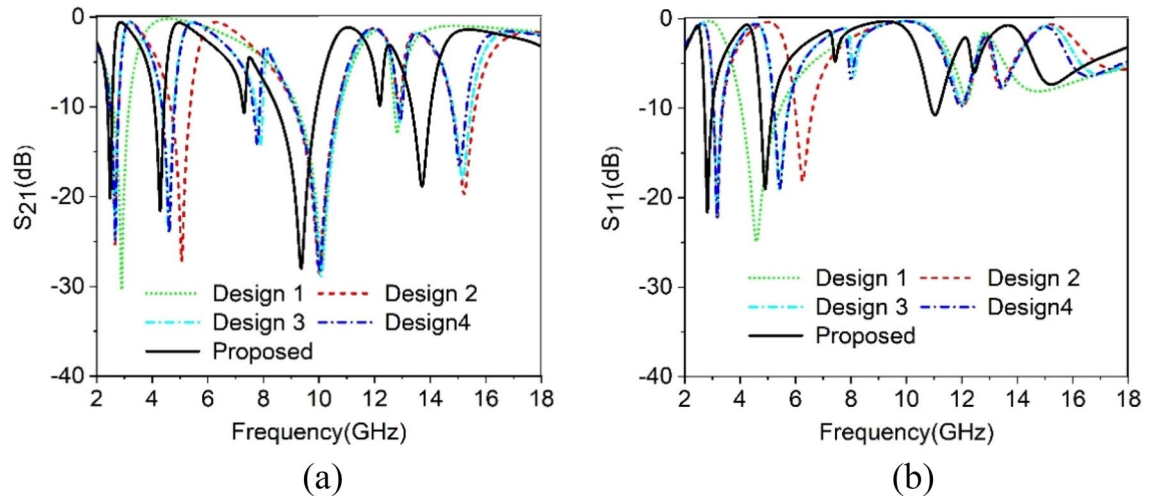 0
-10
-20
-30
-40
S21(dB)
Design 1
Design 2
Design 3
Design4
Proposed
2 4 6 8 10 12 14 16 18
Frequency(GHz)
(a)
0
-10
-20
-30
-40
S11(dB)
Design 1
Design 2
Design 3
Design4
Proposed
2 4 6 8 10 12 14 16 18
Frequency(GHz)
(b)